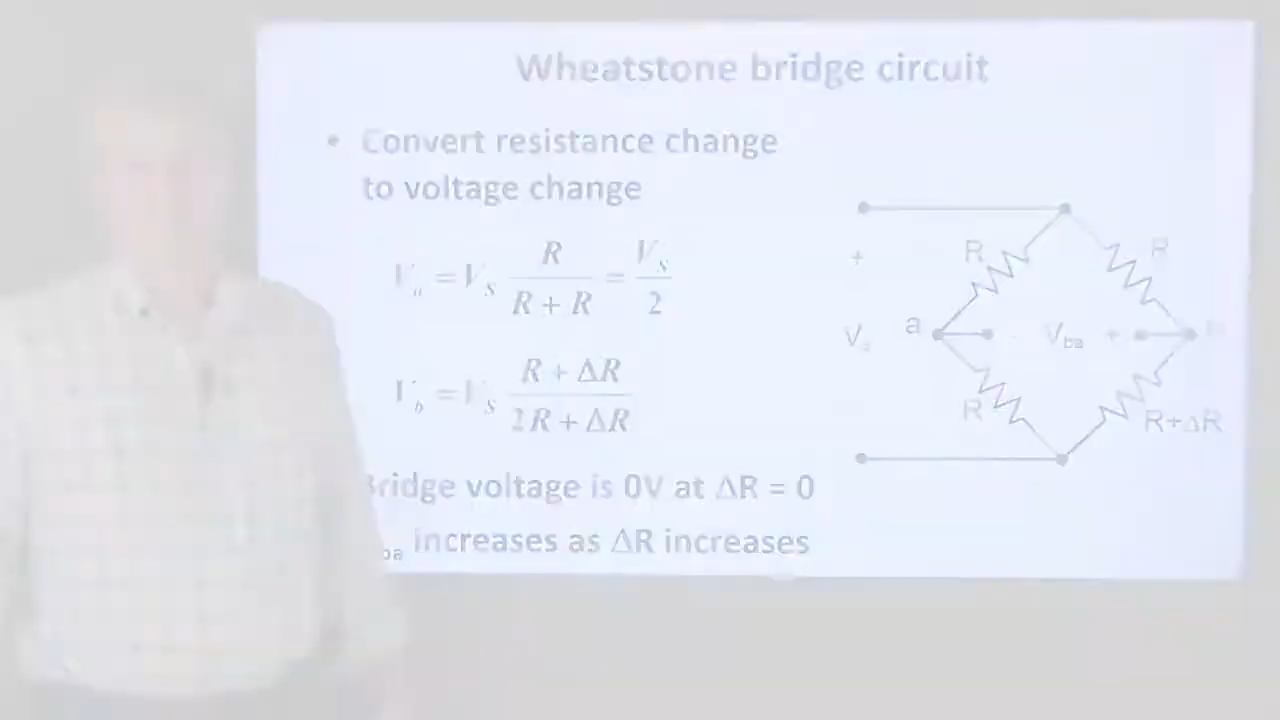 Wheatstone bridge circuit
• Convert resistance change
to voltage change
V_a = V_S R / (R + R) = V_S / 2
V_b = V_S (R + ΔR) / (2R + ΔR)
Bridge voltage is 0V at ΔR = 0
ba increases as ΔR increases
R R
+
V_s a - V_ba +
R R+ΔR